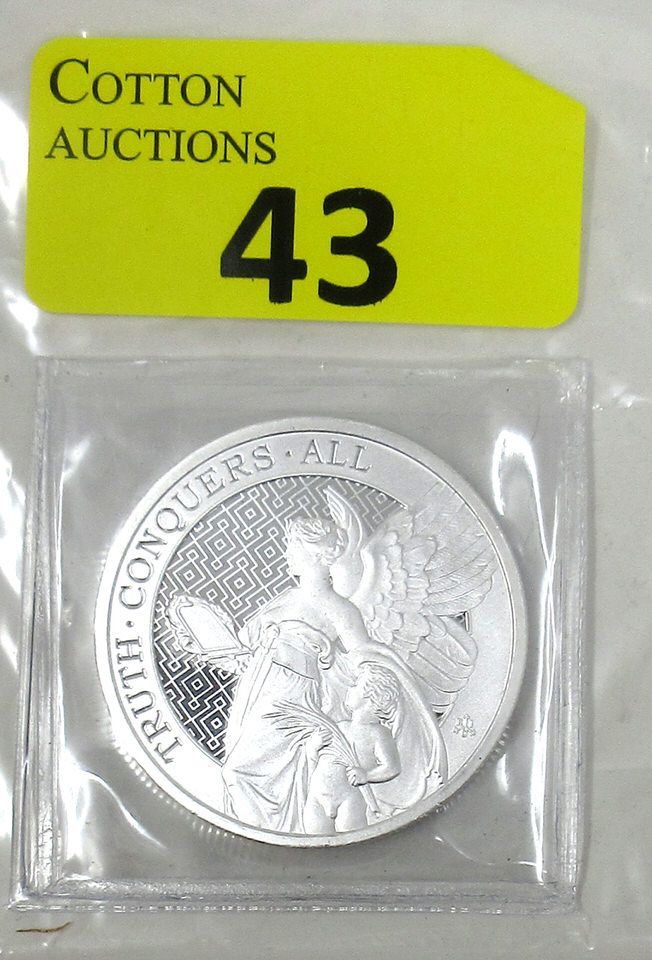 COTTON
AUCTIONS
43
TRUTH · CONQUERS · ALL